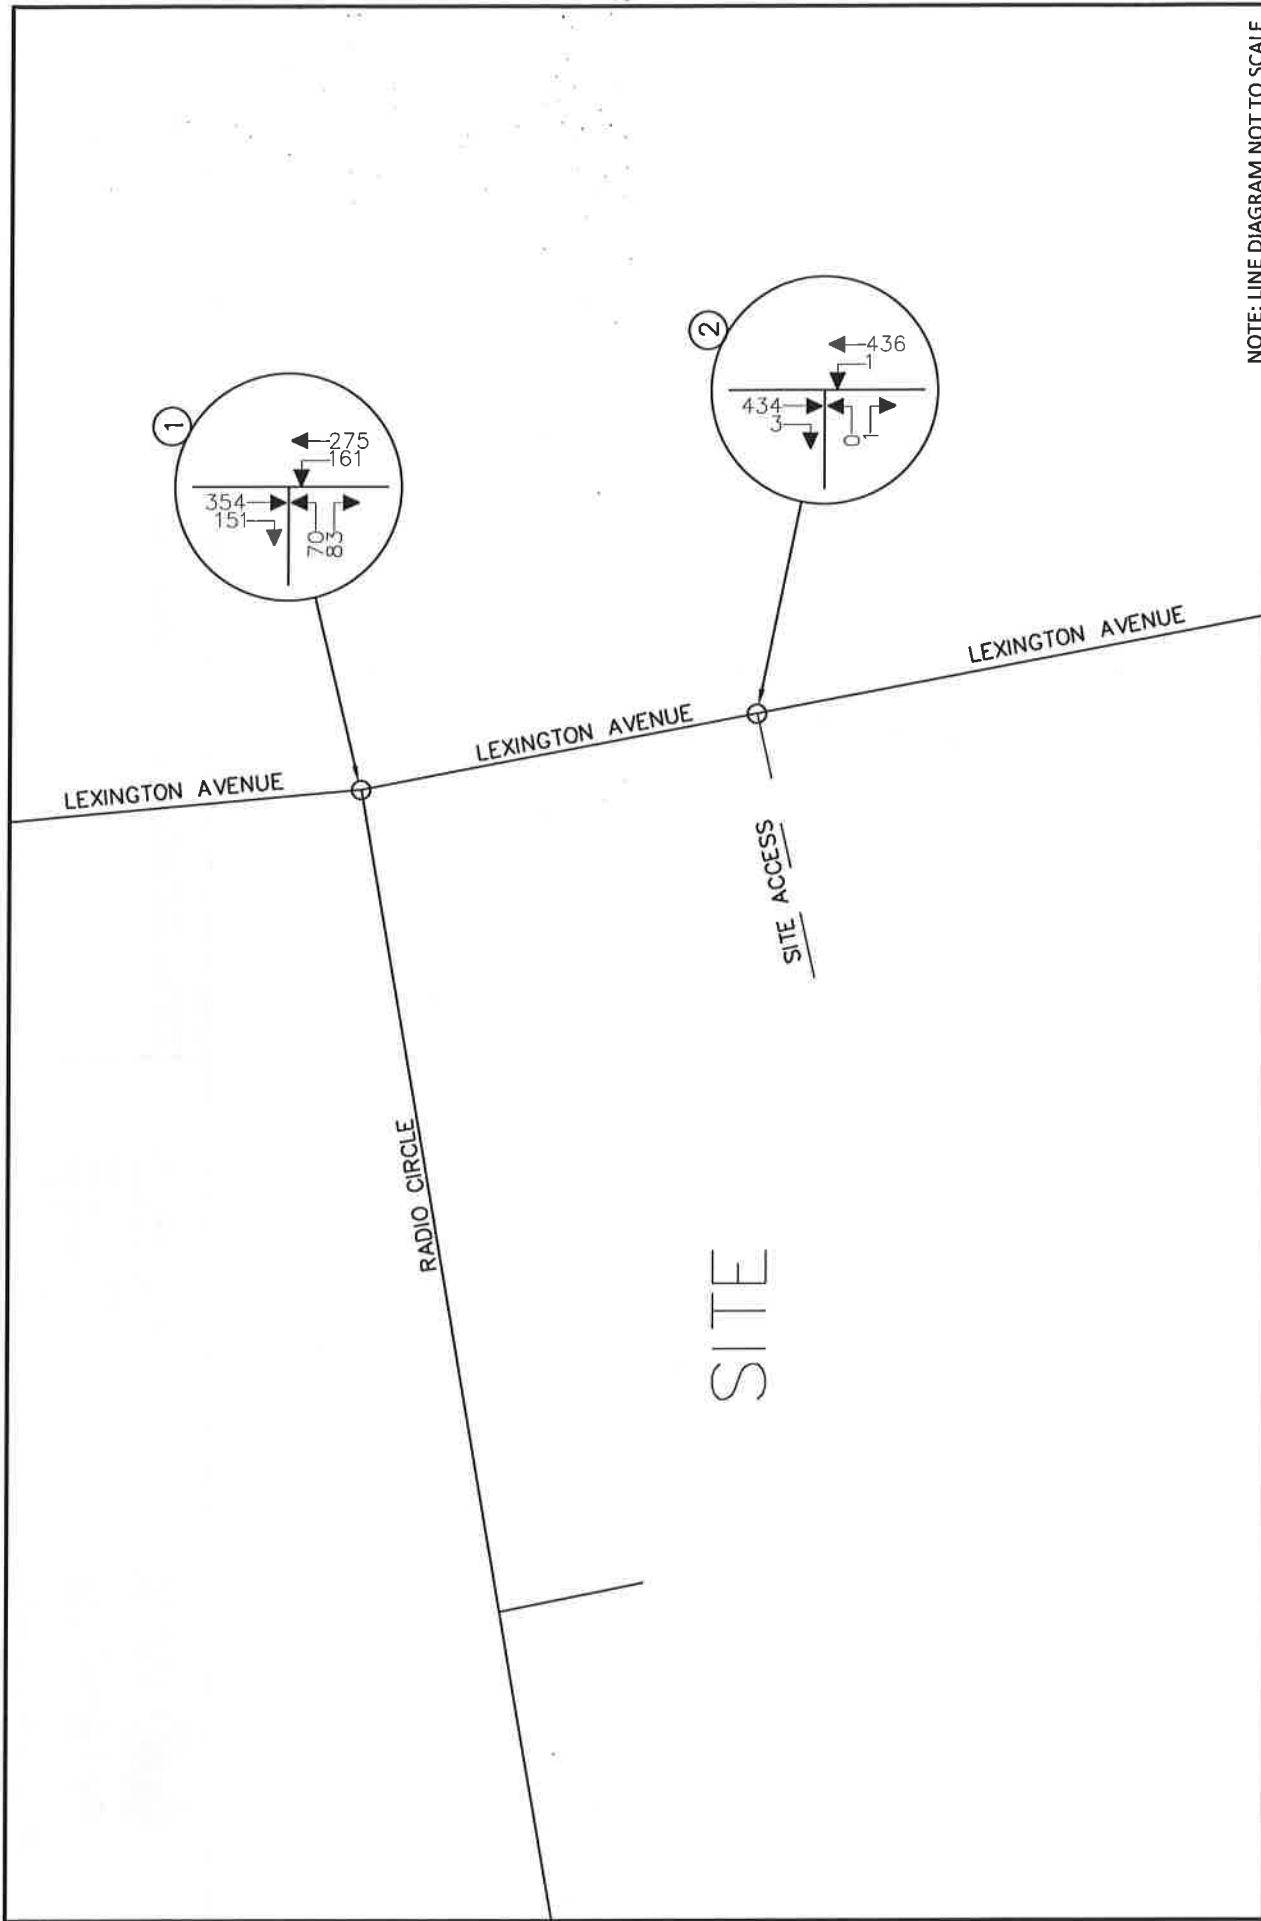 NOTE: LINE DIAGRAM NOT TO SCALE
1
275
161
354
151
70
83
2
436
1
434
3
0
1
LEXINGTON AVENUE
LEXINGTON AVENUE
LEXINGTON AVENUE
SITE ACCESS
RADIO CIRCLE
SITE